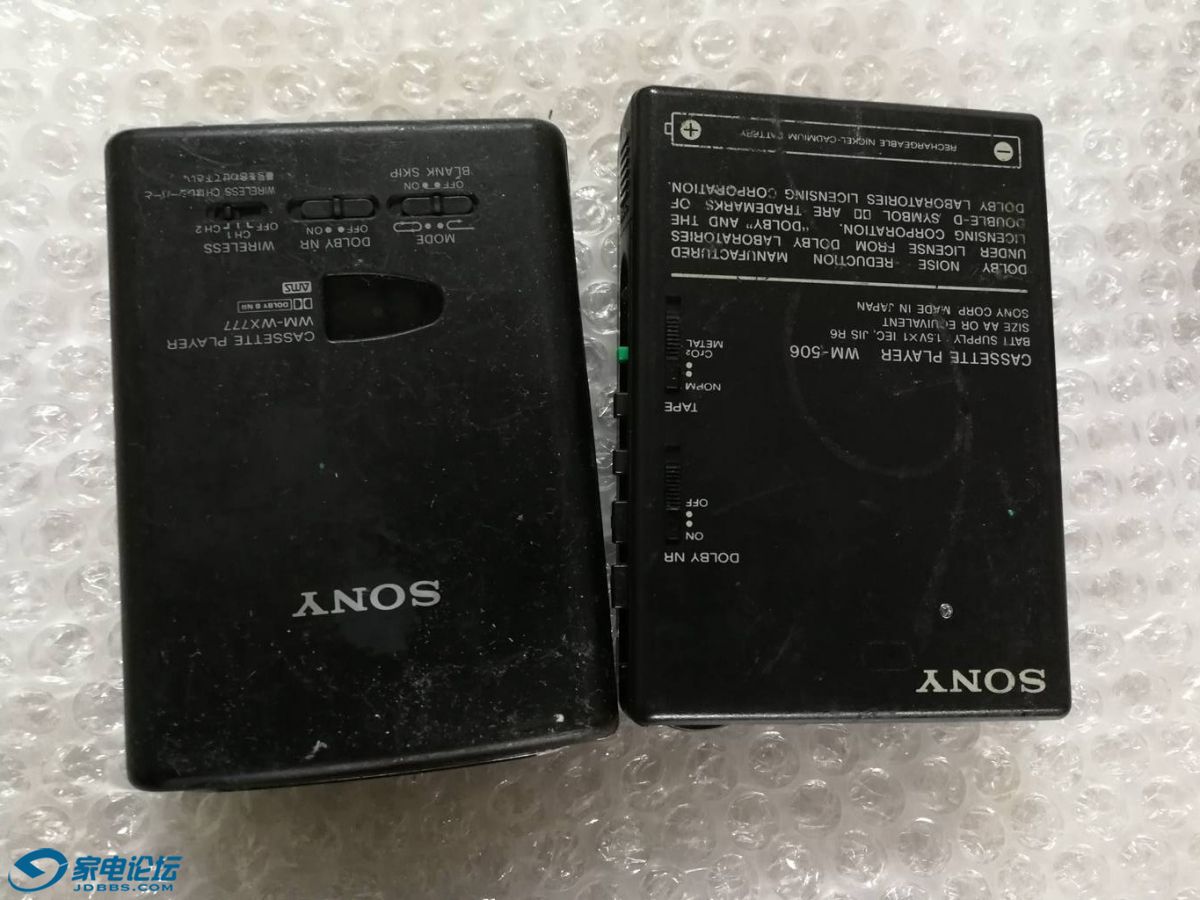 BLANK SKIP
OFF ON
MODE
DOLBY NR
OFF ON
WIRELESS
OFF CH1 CH2
AMS
DOLBY B NR
CASSETTE PLAYER
WM-WX777
SONY
RECHARGEABLE NICKEL-CADMIUM BATTERY
DOLBY NOISE REDUCTION MANUFACTURED
UNDER LICENSE FROM DOLBY LABORATORIES
LICENSING CORPORATION. "DOLBY" AND THE
DOUBLE-D SYMBOL ARE TRADEMARKS OF
DOLBY LABORATORIES LICENSING CORPORATION.
CASSETTE PLAYER WM-506
BATT SUPPLY 1.5VX1 IEC, JIS R6
SIZE AA OR EQUIVALENT
SONY CORP. MADE IN JAPAN
TAPE
NORM
CrO2
METAL
DOLBY NR
ON
OFF
SONY
家电论坛
JDBBS.COM